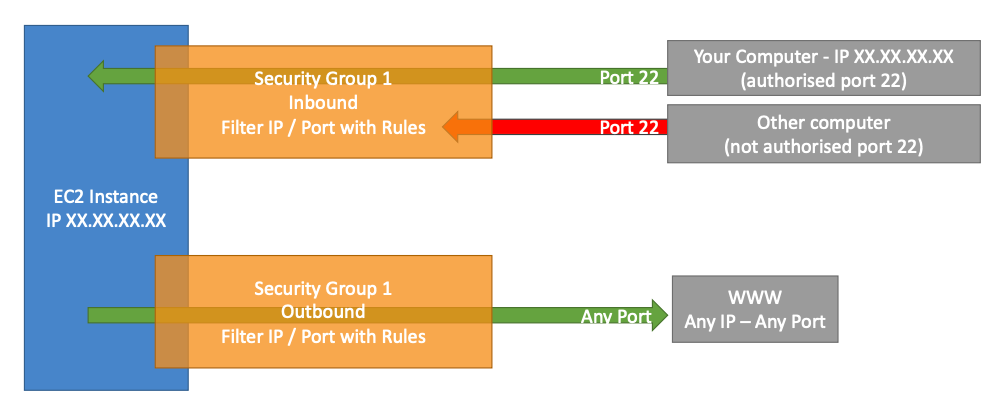 EC2 Instance
IP XX.XX.XX.XX
Security Group 1
Inbound
Filter IP / Port with Rules
Port 22
Your Computer - IP XX.XX.XX.XX
(authorised port 22)
Port 22
Other computer
(not authorised port 22)
Security Group 1
Outbound
Filter IP / Port with Rules
Any Port
WWW
Any IP – Any Port